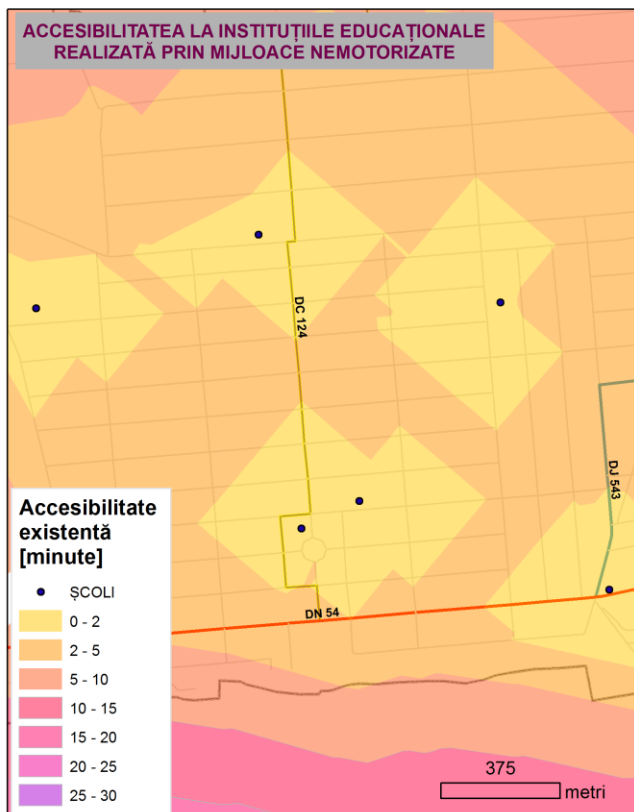 ACCESIBILITATEA LA INSTITUȚIILE EDUCAȚIONALE
REALIZATĂ PRIN MIJLOACE NEMOTORIZATE
DC 124
DJ 543
DN 54
Accesibilitate
existentă
[minute]
ȘCOLI
0 - 2
2 - 5
5 - 10
10 - 15
15 - 20
20 - 25
25 - 30
375
metri